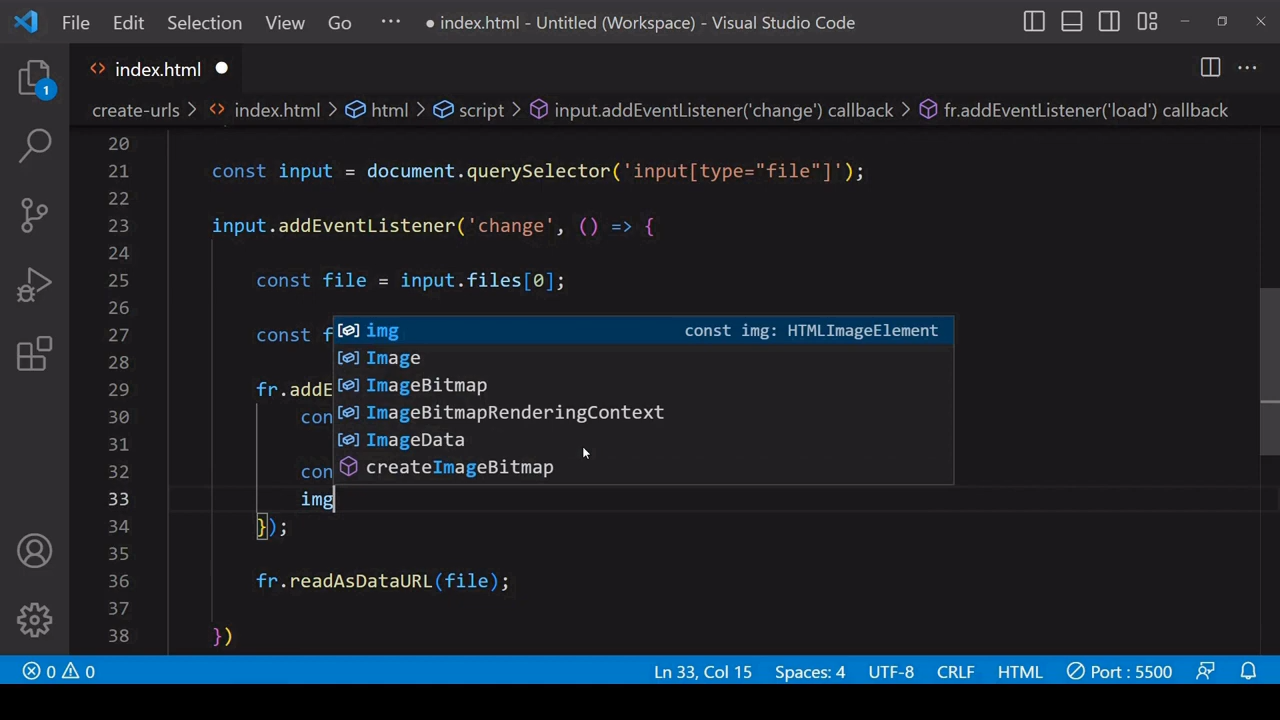 File Edit Selection View Go ··· ● index.html - Untitled (Workspace) - Visual Studio Code
1
<> index.html ●
create-urls > <> index.html > html > script > input.addEventListener('change') callback > fr.addEventListener('load') callback
20
21 const input = document.querySelector('input[type="file"]');
22
23 input.addEventListener('change', () => {
24
25 const file = input.files[0];
26
27 const f
img const img: HTMLImageElement
28
Image
29 fr.addE
ImageBitmap
30 con
ImageBitmapRenderingContext
31
ImageData
32 con
createImageBitmap
33 img
34 });
35
36 fr.readAsDataURL(file);
37
38 })
0 0 Ln 33, Col 15 Spaces: 4 UTF-8 CRLF HTML Port : 5500